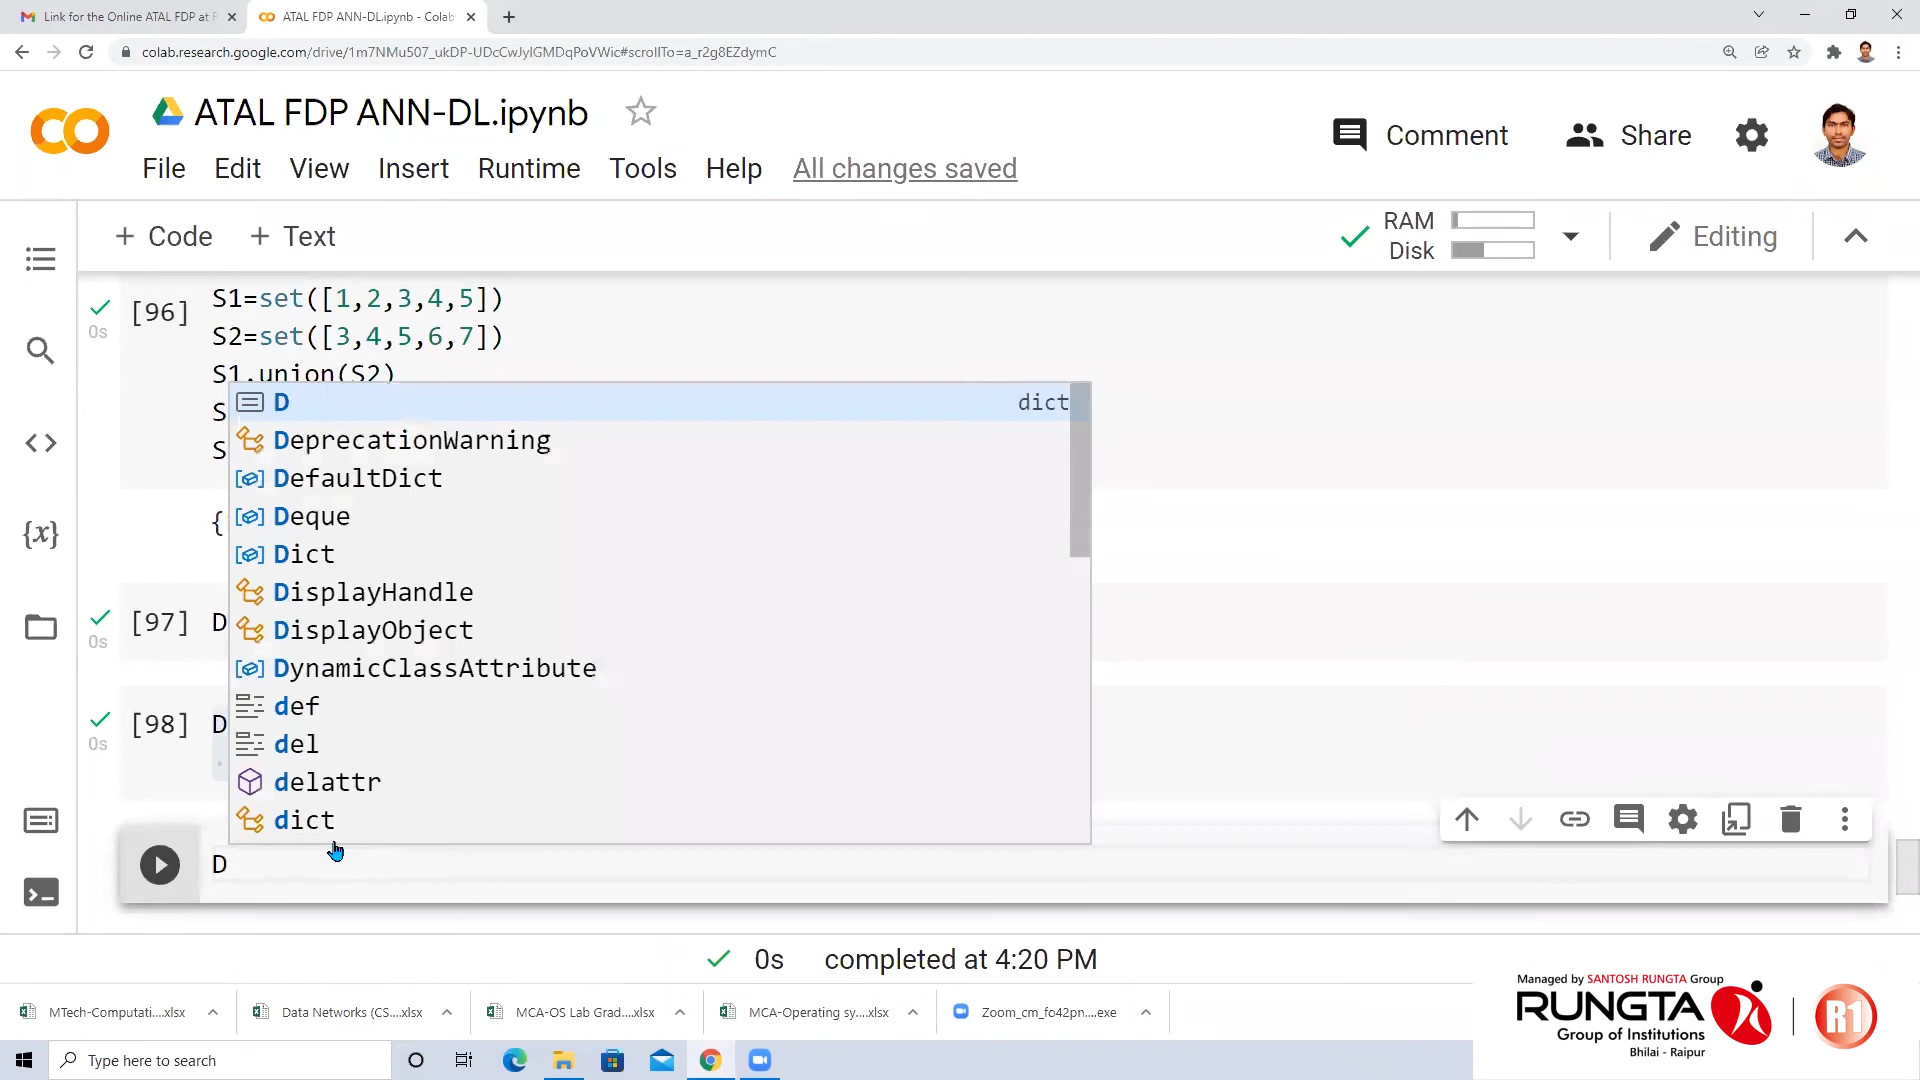 Link for the Online ATAL FDP at
ATAL FDP ANN-DL.ipynb - Colab
colab.research.google.com/drive/1m7NMu507_ukDP-UDcCwJyIGMDqPoVWic#scrollTo=a_r2g8EZdymC
CO
ATAL FDP ANN-DL.ipynb
Comment
Share
File Edit View Insert Runtime Tools Help All changes saved
+ Code + Text
RAM
Disk
Editing
[96]
0s
S1=set([1,2,3,4,5])
S2=set([3,4,5,6,7])
S1.union(S2)
S
S
{
D dict
DeprecationWarning
DefaultDict
Deque
Dict
DisplayHandle
DisplayObject
DynamicClassAttribute
def
del
delattr
dict
{x}
[97] D
0s
[98] D
0s
D
0s completed at 4:20 PM
MTech-Computati....xlsx
Data Networks (CS....xlsx
MCA-OS Lab Grad....xlsx
MCA-Operating sy....xlsx
Zoom_cm_fo42pn....exe
Managed by SANTOSH RUNGTA Group
RUNGTA
Group of Institutions
Bhilai - Raipur
R1
Type here to search